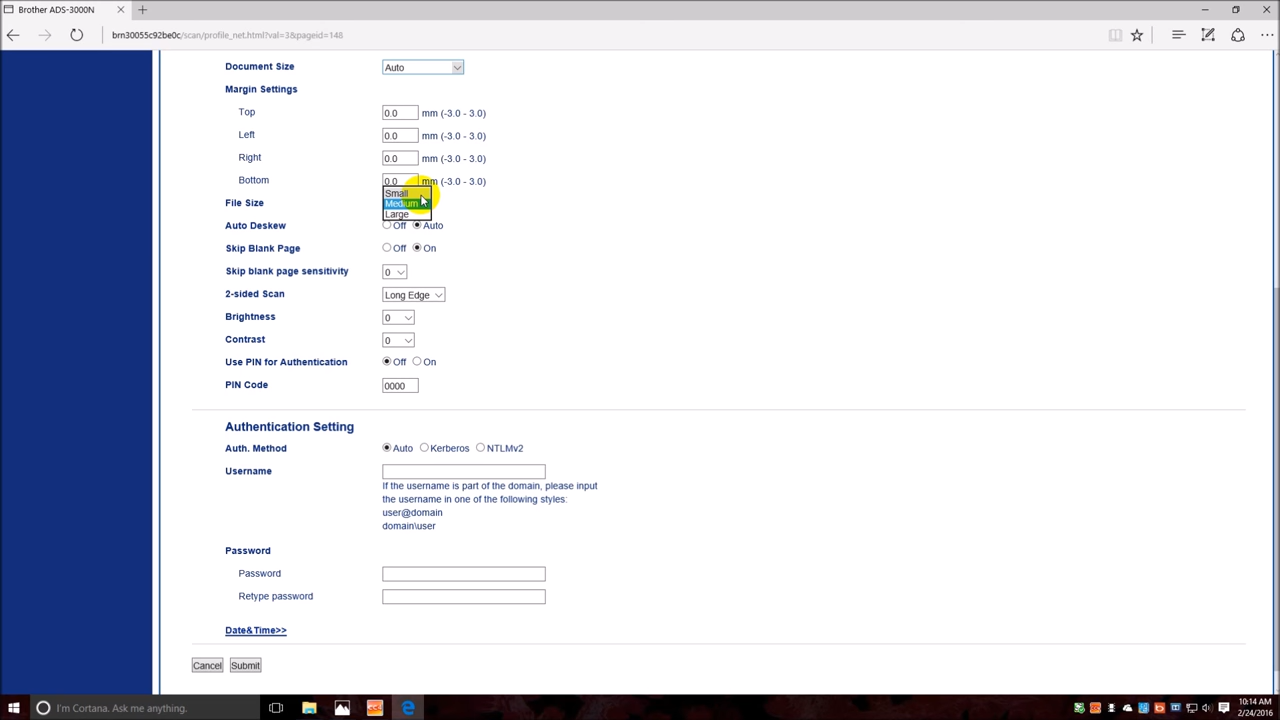 Brother ADS-3000N
brn30055c92be0c/scan/profile_net.html?val=3&pageid=148
Document Size Auto
Margin Settings
Top 0.0 mm (-3.0 - 3.0)
Left 0.0 mm (-3.0 - 3.0)
Right 0.0 mm (-3.0 - 3.0)
Bottom 0.0 mm (-3.0 - 3.0)
Small
File Size Medium
Large
Auto Deskew Off Auto
Skip Blank Page Off On
Skip blank page sensitivity 0
2-sided Scan Long Edge
Brightness 0
Contrast 0
Use PIN for Authentication Off On
PIN Code 0000
Authentication Setting
Auth. Method Auto Kerberos NTLMv2
Username
If the username is part of the domain, please input
the username in one of the following styles:
user@domain
domain\user
Password
Password
Retype password
Date&Time>>
Cancel Submit
I'm Cortana. Ask me anything.
10:14 AM
2/24/2016